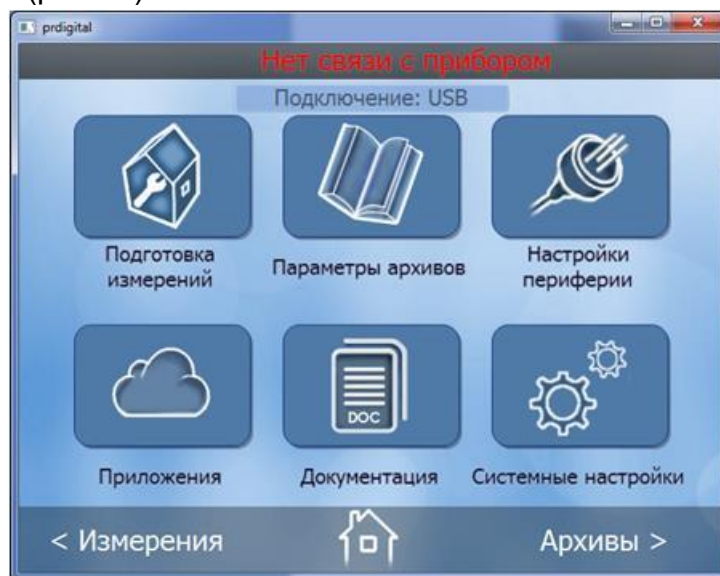 prdigital
Нет связи с прибором
Подключение: USB
Подготовка
измерений
Параметры архивов
Настройки
периферии
DOC
Приложения
Документация
Системные настройки
< Измерения
Архивы >